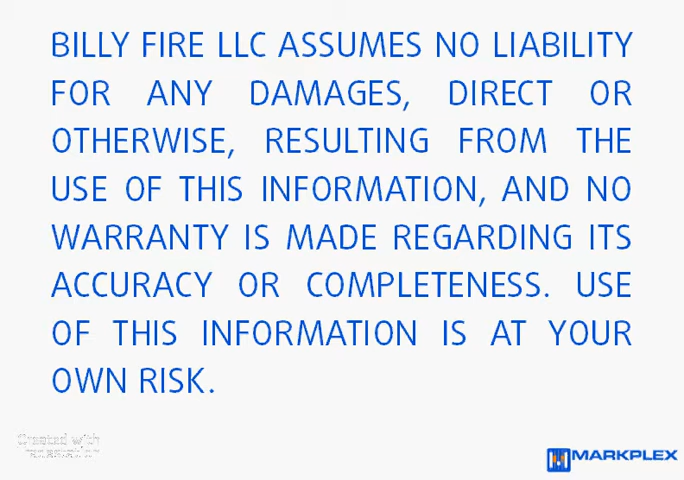 BILLY FIRE LLC ASSUMES NO LIABILITY
FOR ANY DAMAGES, DIRECT OR
OTHERWISE, RESULTING FROM THE
USE OF THIS INFORMATION, AND NO
WARRANTY IS MADE REGARDING ITS
ACCURACY OR COMPLETENESS. USE
OF THIS INFORMATION IS AT YOUR
OWN RISK.
Created with
MARKPLEX